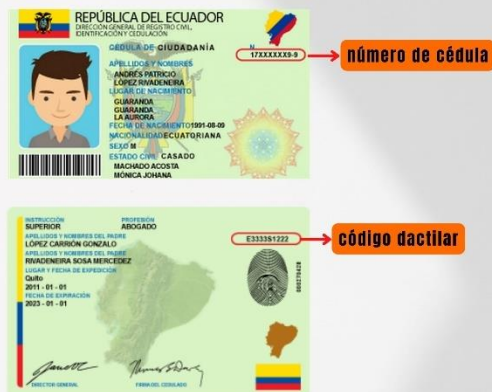 REPÚBLICA DEL ECUADOR
DIRECCIÓN GENERAL DE REGISTRO CIVIL,
IDENTIFICACIÓN Y CEDULACIÓN
CÉDULA DE CIUDADANÍA
N
17XXXXXX9-9
número de cédula
APELLIDOS Y NOMBRES
ANDRÉS PATRICIO
LÓPEZ RIVADENEIRA
LUGAR DE NACIMIENTO
GUARANDA
GUARANDA
LA AURORA
FECHA DE NACIMIENTO 1991-08-09
NACIONALIDAD ECUATORIANA
SEXO M
ESTADO CIVIL CASADO
MACHADO ACOSTA
MÓNICA JOHANA
INSTRUCCIÓN PROFESIÓN
SUPERIOR ABOGADO
E3333S1222
código dactilar
APELLIDOS Y NOMBRES DEL PADRE
LÓPEZ CARRIÓN GONZALO
APELLIDOS Y NOMBRES DEL PADRE
RIVADENEIRA SOSA MERCEDEZ
LUGAR Y FECHA DE EXPEDICIÓN
Quito
2011 - 01 - 01
FECHA DE EXPIRACIÓN
2023 - 01 - 01
DIRECTOR GENERAL FIRMA DEL CEDULADO